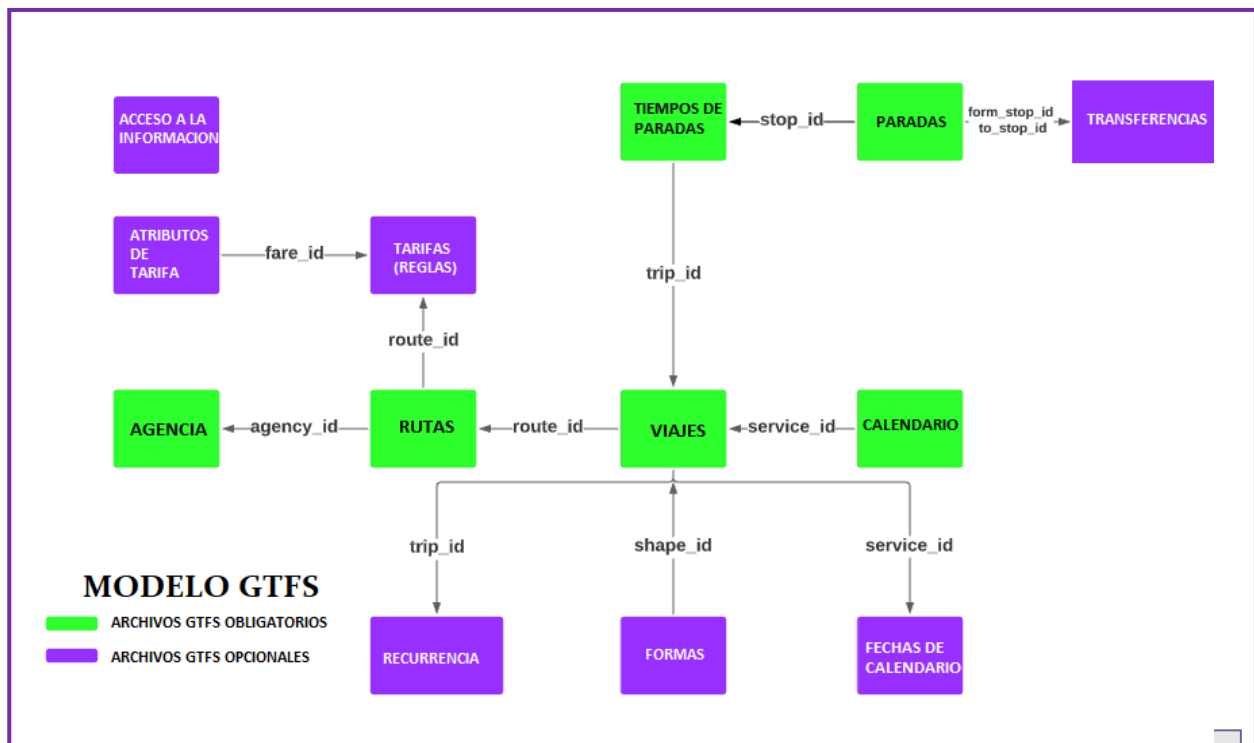 ACCESO A LA
INFORMACION
TIEMPOS DE
PARADAS
stop_id
PARADAS
form_stop_id
to_stop_id
TRANSFERENCIAS
ATRIBUTOS
DE
TARIFA
fare_id
TARIFAS
(REGLAS)
trip_id
route_id
AGENCIA
agency_id
RUTAS
route_id
VIAJES
service_id
CALENDARIO
trip_id
shape_id
service_id
MODELO GTFS
ARCHIVOS GTFS OBLIGATORIOS
ARCHIVOS GTFS OPCIONALES
RECURRENCIA
FORMAS
FECHAS DE
CALENDARIO